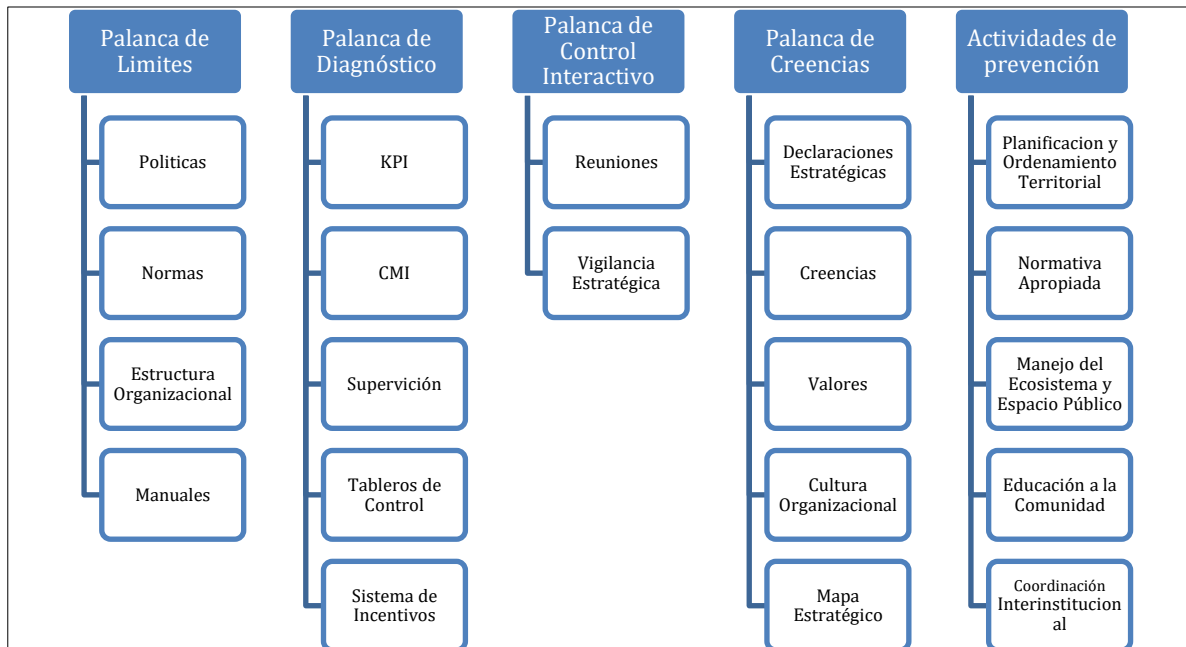 Palanca de
Limites
Politicas
Normas
Estructura
Organizacional
Manuales
Palanca de
Diagnóstico
KPI
CMI
Supervición
Tableros de
Control
Sistema de
Incentivos
Palanca de
Control
Interactivo
Reuniones
Vigilancia
Estratégica
Palanca de
Creencias
Declaraciones
Estratégicas
Creencias
Valores
Cultura
Organizacional
Mapa
Estratégico
Actividades de
prevención
Planificacion y
Ordenamiento
Territorial
Normativa
Apropiada
Manejo del
Ecosistema y
Espacio Público
Educación a la
Comunidad
Coordinación
Interinstitucion
al